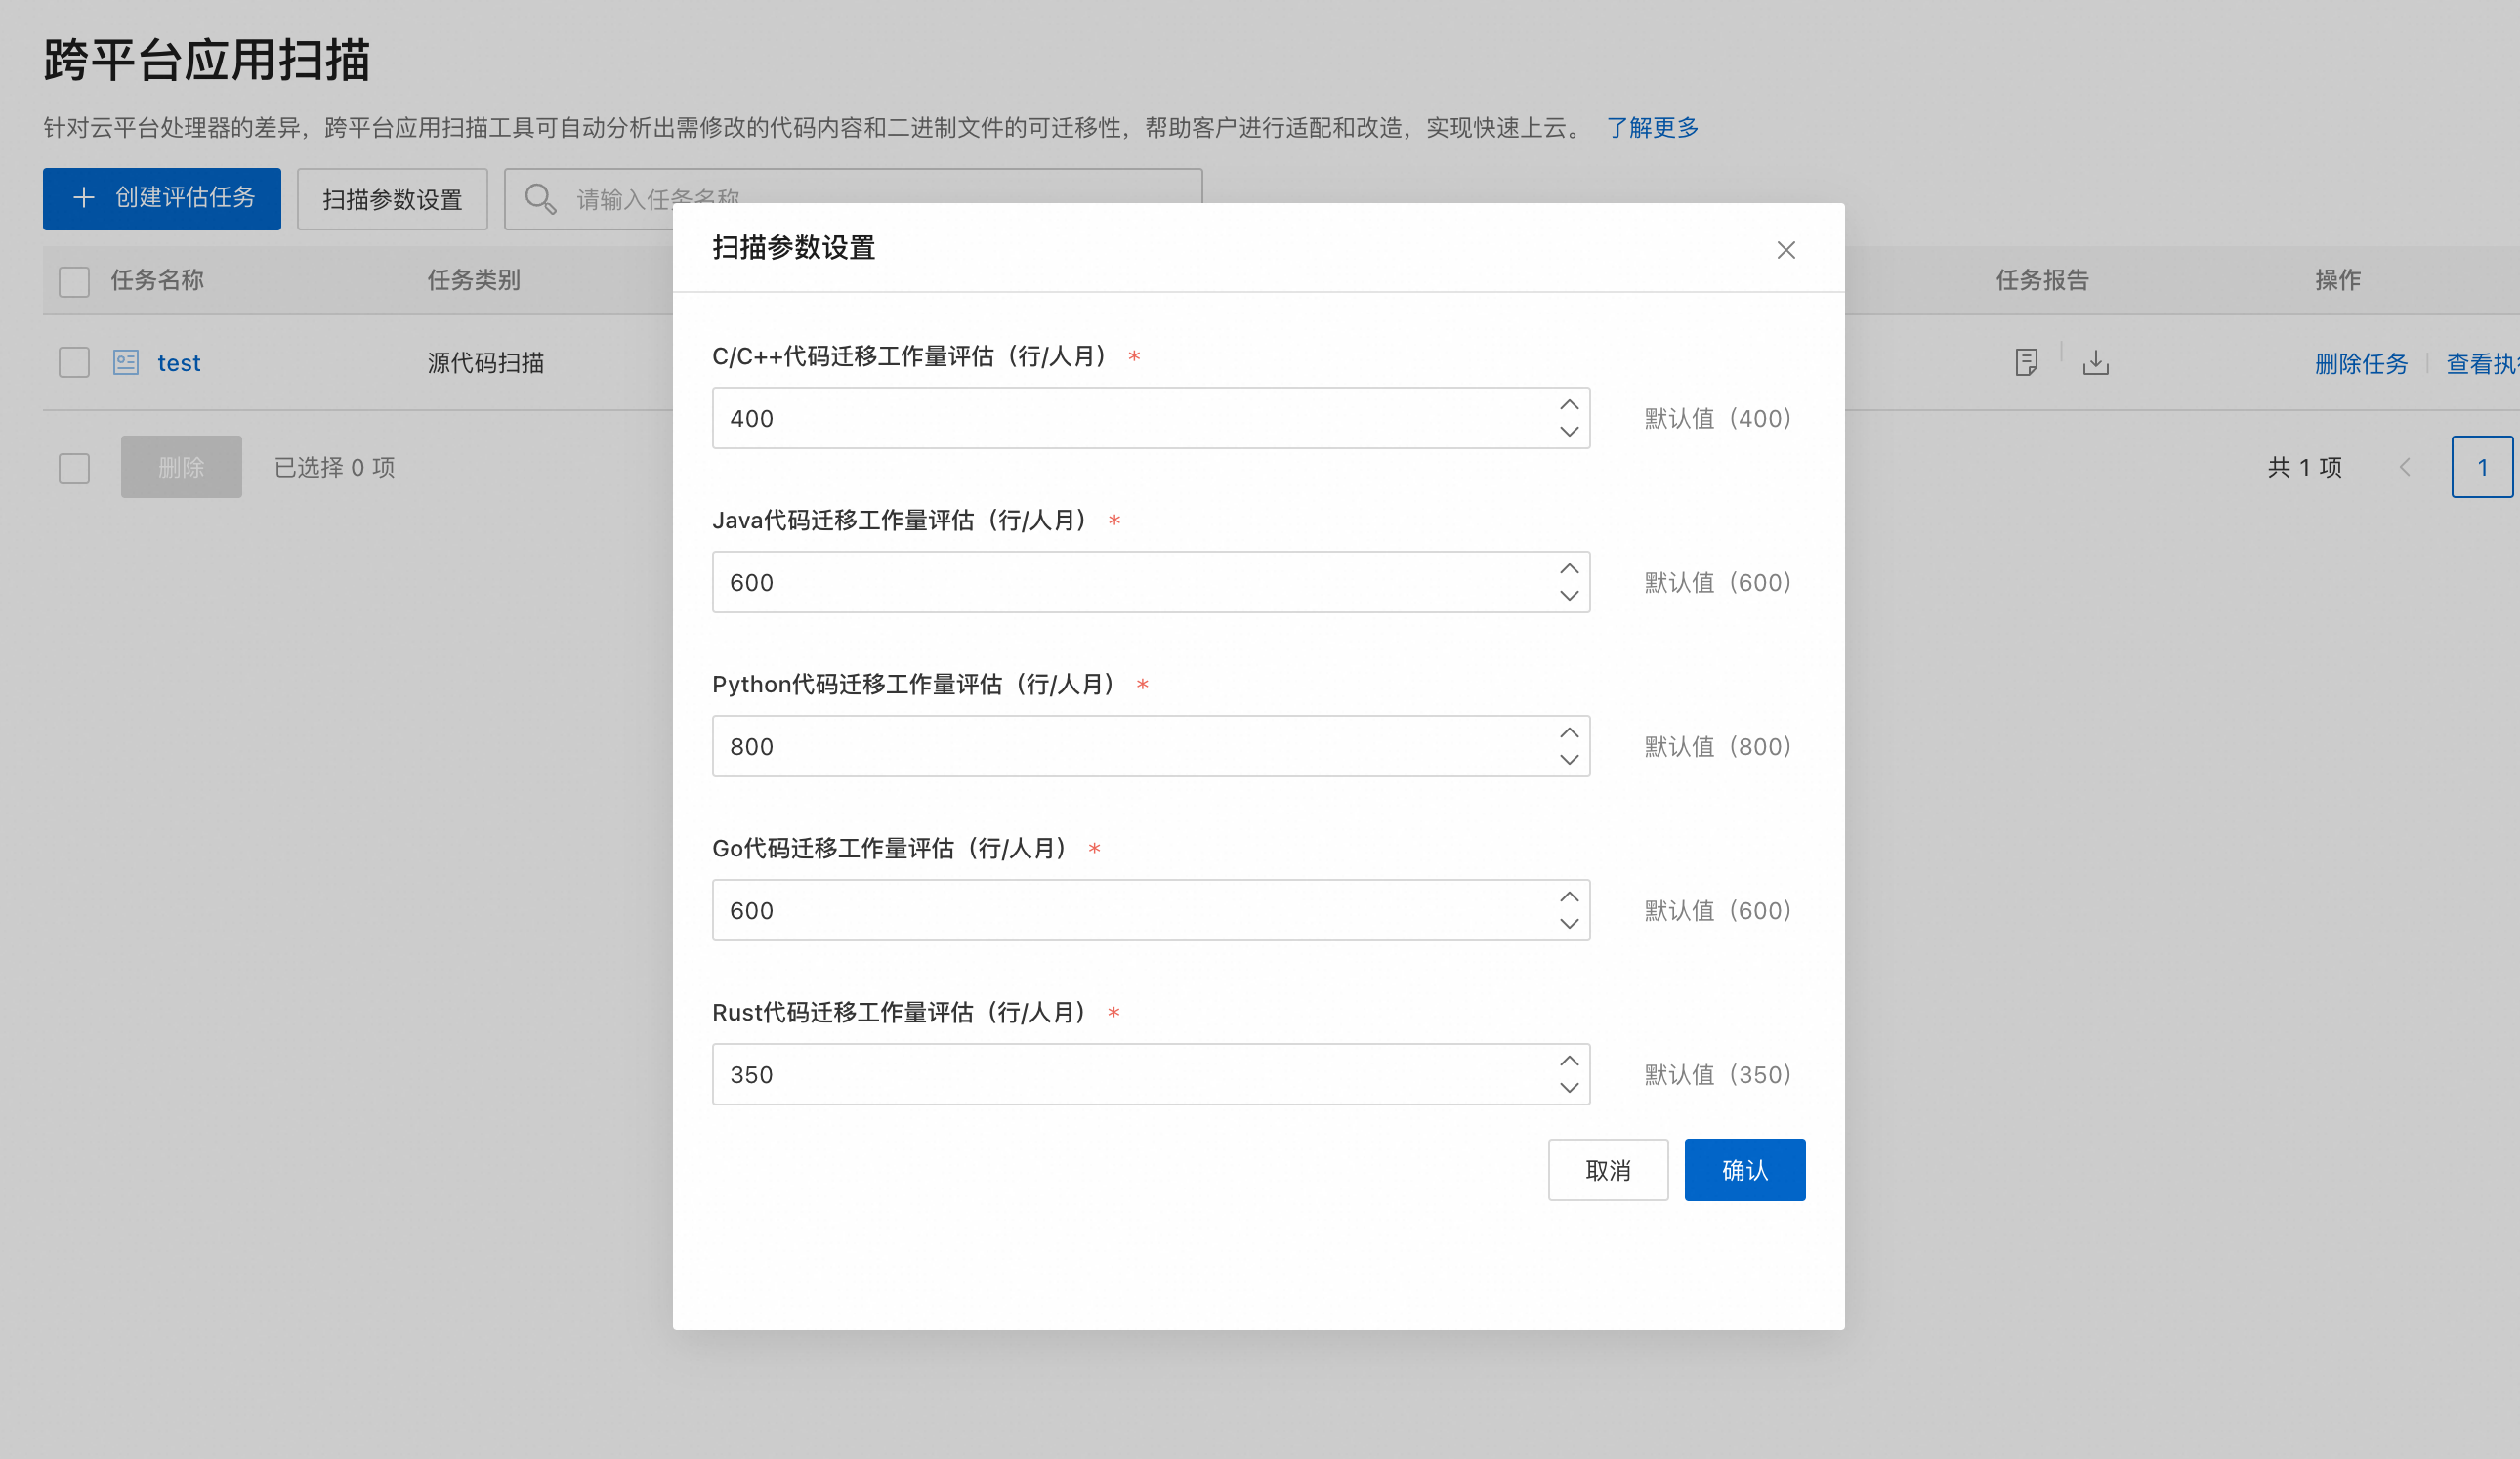 跨平台应用扫描
针对云平台处理器的差异，跨平台应用扫描工具可自动分析出需修改的代码内容和二进制文件的可迁移性，帮助客户进行适配和改造，实现快速上云。 了解更多
创建评估任务 扫描参数设置 请输入任务名称
任务名称 任务类别 任务报告 操作
test 源代码扫描 删除任务 查看执
删除 已选择 0 项 共 1 项 1
扫描参数设置
C/C++代码迁移工作量评估（行/人月） *
400 默认值（400）
Java代码迁移工作量评估（行/人月） *
600 默认值（600）
Python代码迁移工作量评估（行/人月） *
800 默认值（800）
Go代码迁移工作量评估（行/人月） *
600 默认值（600）
Rust代码迁移工作量评估（行/人月） *
350 默认值（350）
取消 确认